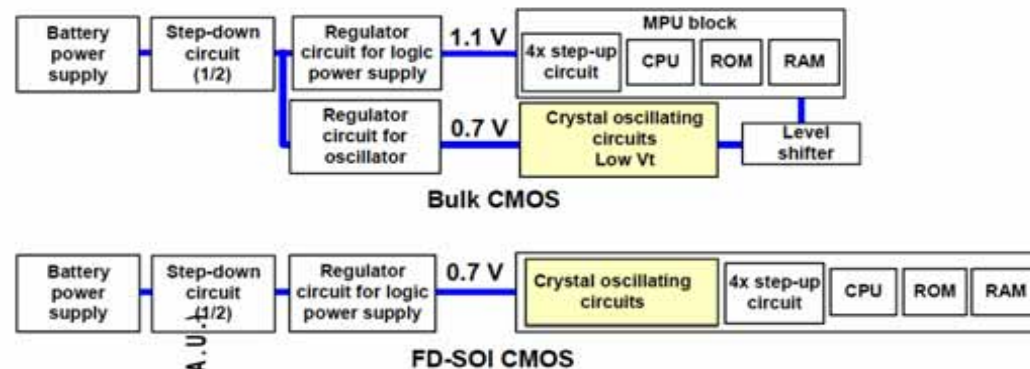 Battery
power
supply
Step-down
circuit
(1/2)
Regulator
circuit for logic
power supply
1.1 V
MPU block
4x step-up
circuit
CPU
ROM
RAM
Regulator
circuit for
oscillator
0.7 V
Crystal oscillating
circuits
Low Vt
Level
shifter
Bulk CMOS
Battery
power
supply
Step-down
circuit
(1/2)
Regulator
circuit for logic
power supply
0.7 V
Crystal oscillating
circuits
4x step-up
circuit
CPU
ROM
RAM
FD-SOI CMOS